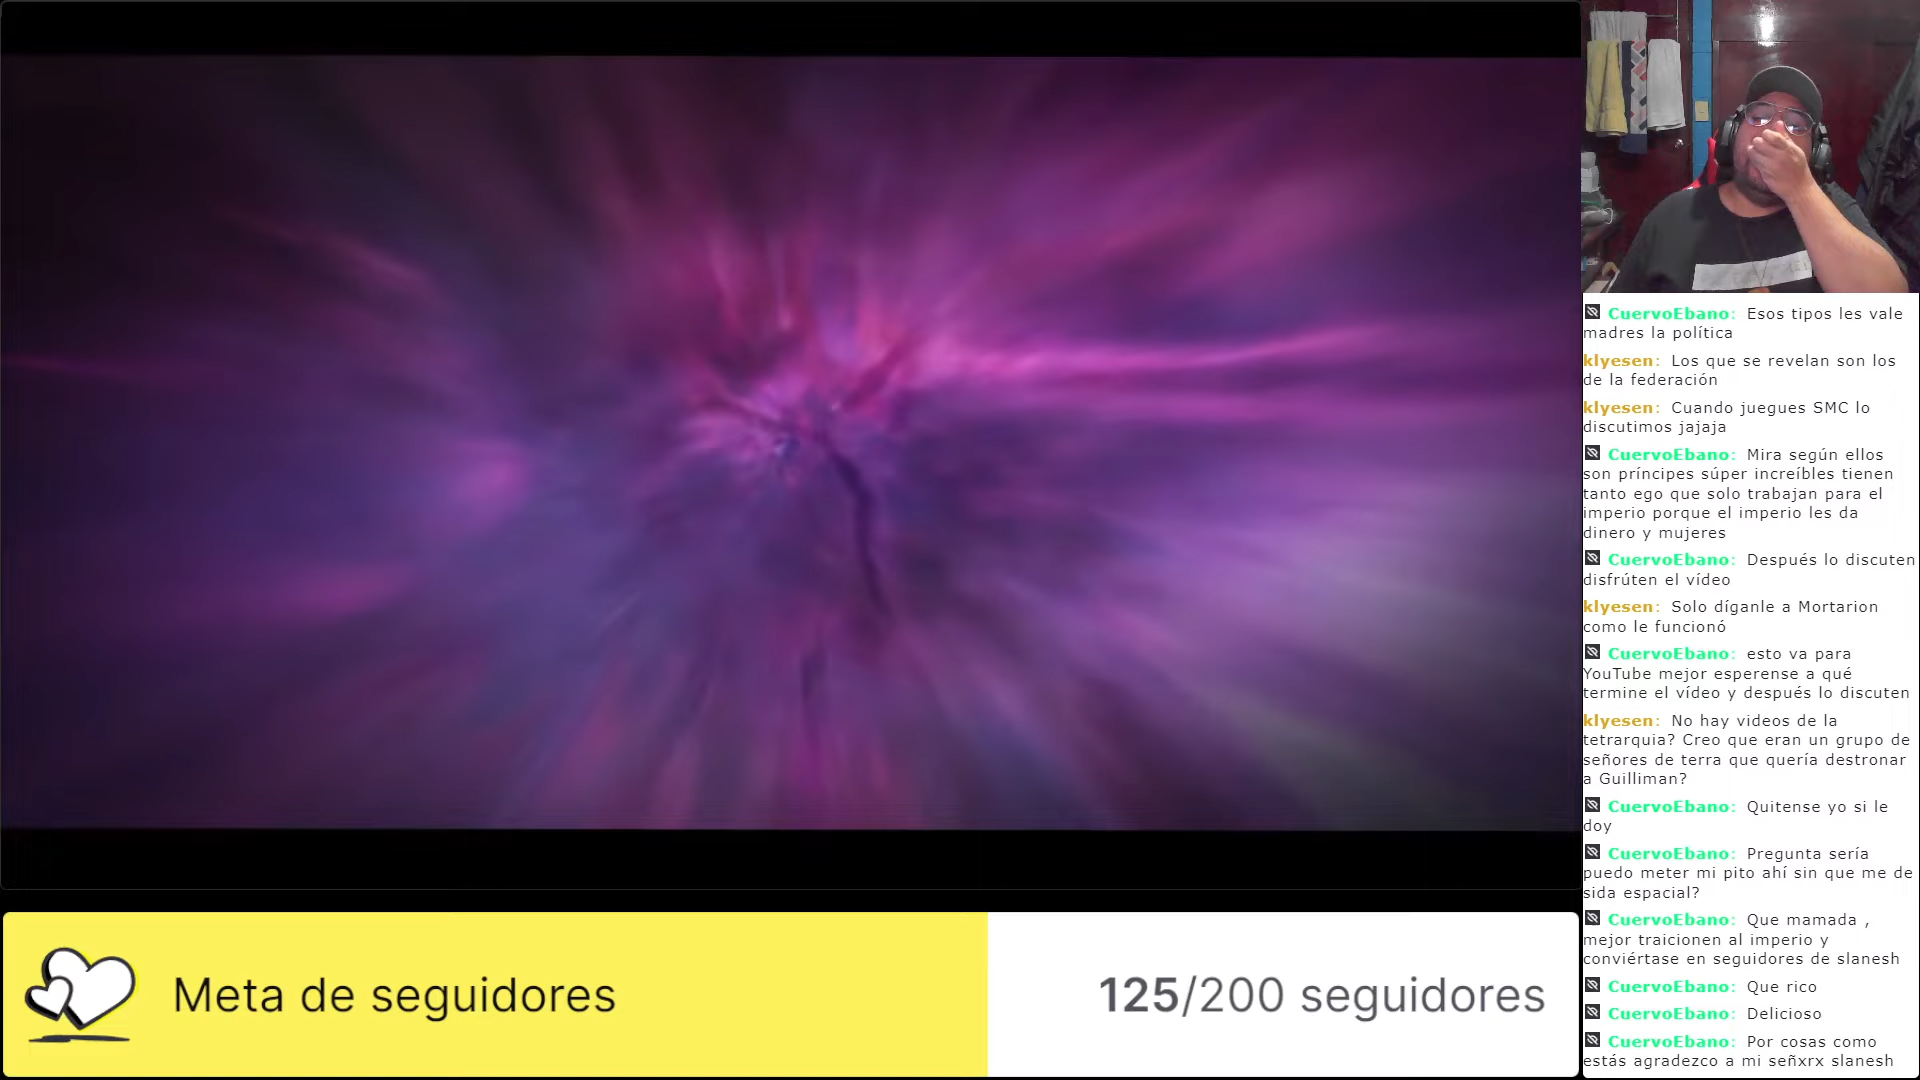 CuervoEbano: Esos tipos les vale
madres la política
klyesen: Los que se revelan son los
de la federación
klyesen: Cuando juegues SMC lo
discutimos jajaja
CuervoEbano: Mira según ellos
son príncipes súper increíbles tienen
tanto ego que solo trabajan para el
imperio porque el imperio les da
dinero y mujeres
CuervoEbano: Después lo discuten
disfrúten el vídeo
klyesen: Solo díganle a Mortarion
como le funcionó
CuervoEbano: esto va para
YouTube mejor esperense a qué
termine el vídeo y después lo discuten
klyesen: No hay videos de la
tetrarquia? Creo que eran un grupo de
señores de terra que quería destronar
a Guilliman?
CuervoEbano: Quitense yo si le
doy
CuervoEbano: Pregunta sería
puedo meter mi pito ahí sin que me de
sida espacial?
CuervoEbano: Que mamada ,
mejor traicionen al imperio y
conviértase en seguidores de slanesh
CuervoEbano: Que rico
CuervoEbano: Delicioso
CuervoEbano: Por cosas como
estás agradezco a mi señxrx slanesh
Meta de seguidores
125/200 seguidores